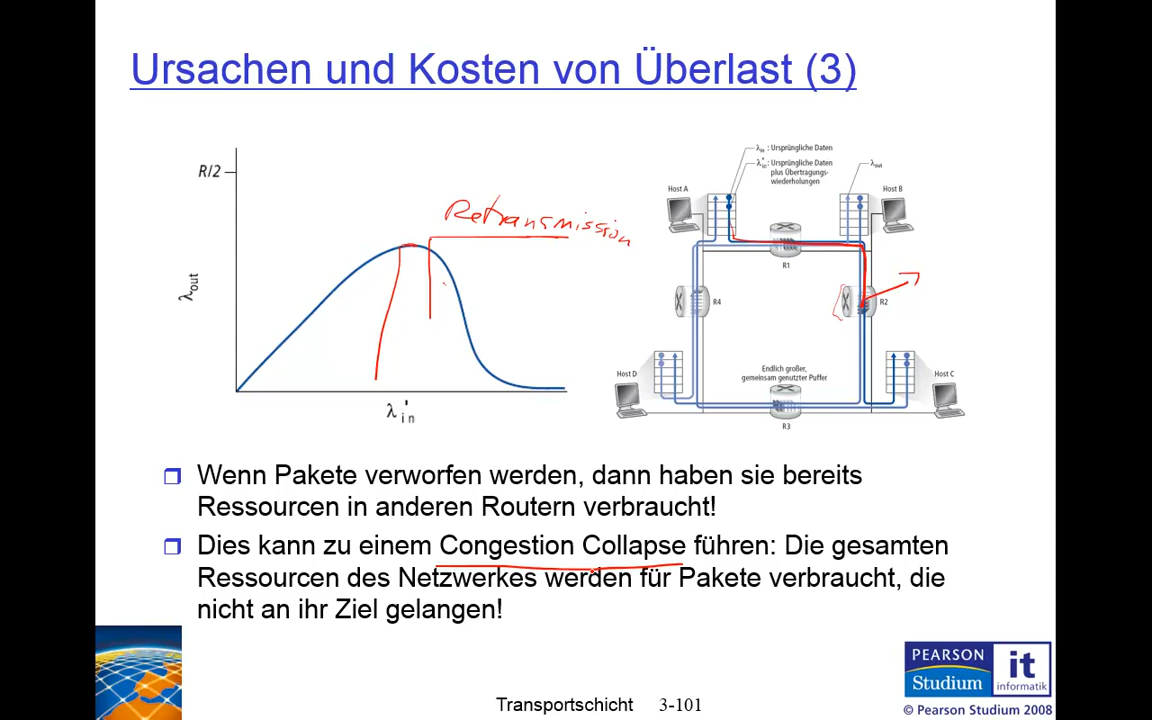 Ursachen und Kosten von Überlast (3)
R/2
λout
λ'in
Retransmission
λin : Ursprüngliche Daten
λ'in : Ursprüngliche Daten
plus Übertragungs-
wiederholungen
λout
Host A
Host B
R1
R4
R2
Host D
Endlich großer,
gemeinsam genutzter Puffer
Host C
R3
Wenn Pakete verworfen werden, dann haben sie bereits
Ressourcen in anderen Routern verbraucht!
Dies kann zu einem Congestion Collapse führen: Die gesamten
Ressourcen des Netzwerkes werden für Pakete verbraucht, die
nicht an ihr Ziel gelangen!
PEARSON
Studium
it
informatik
Transportschicht 3-101
© Pearson Studium 2008